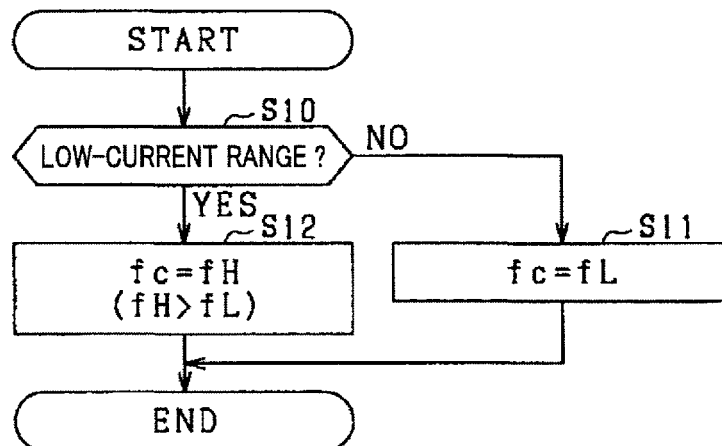 START
S10
LOW-CURRENT RANGE ?
NO
YES
S12
S11
fc=fH
(fH>fL)
fc=fL
END